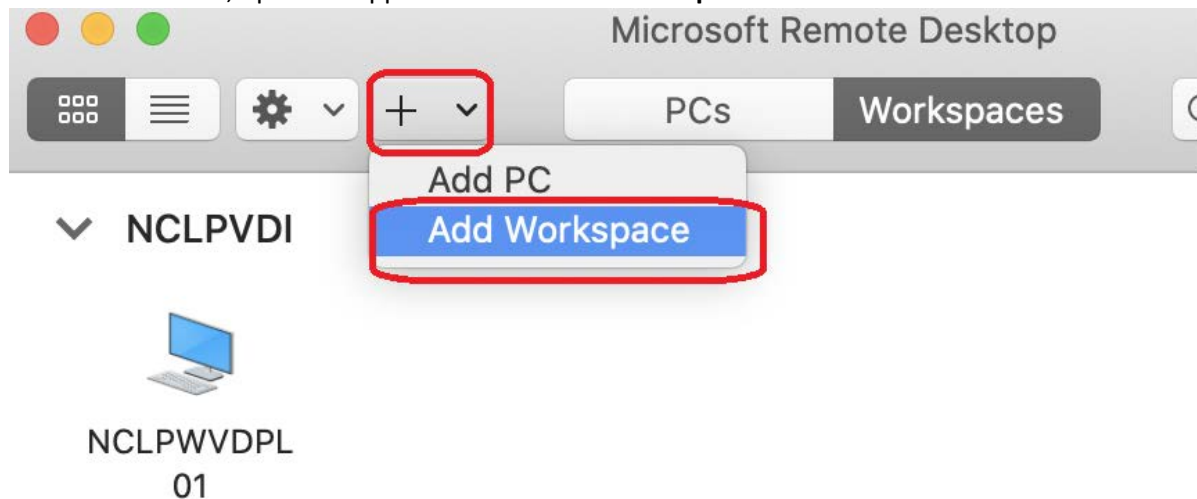 Microsoft Remote Desktop
PCs Workspaces
Add PC
NCLPVDI
Add Workspace
NCLPWVDPL
01